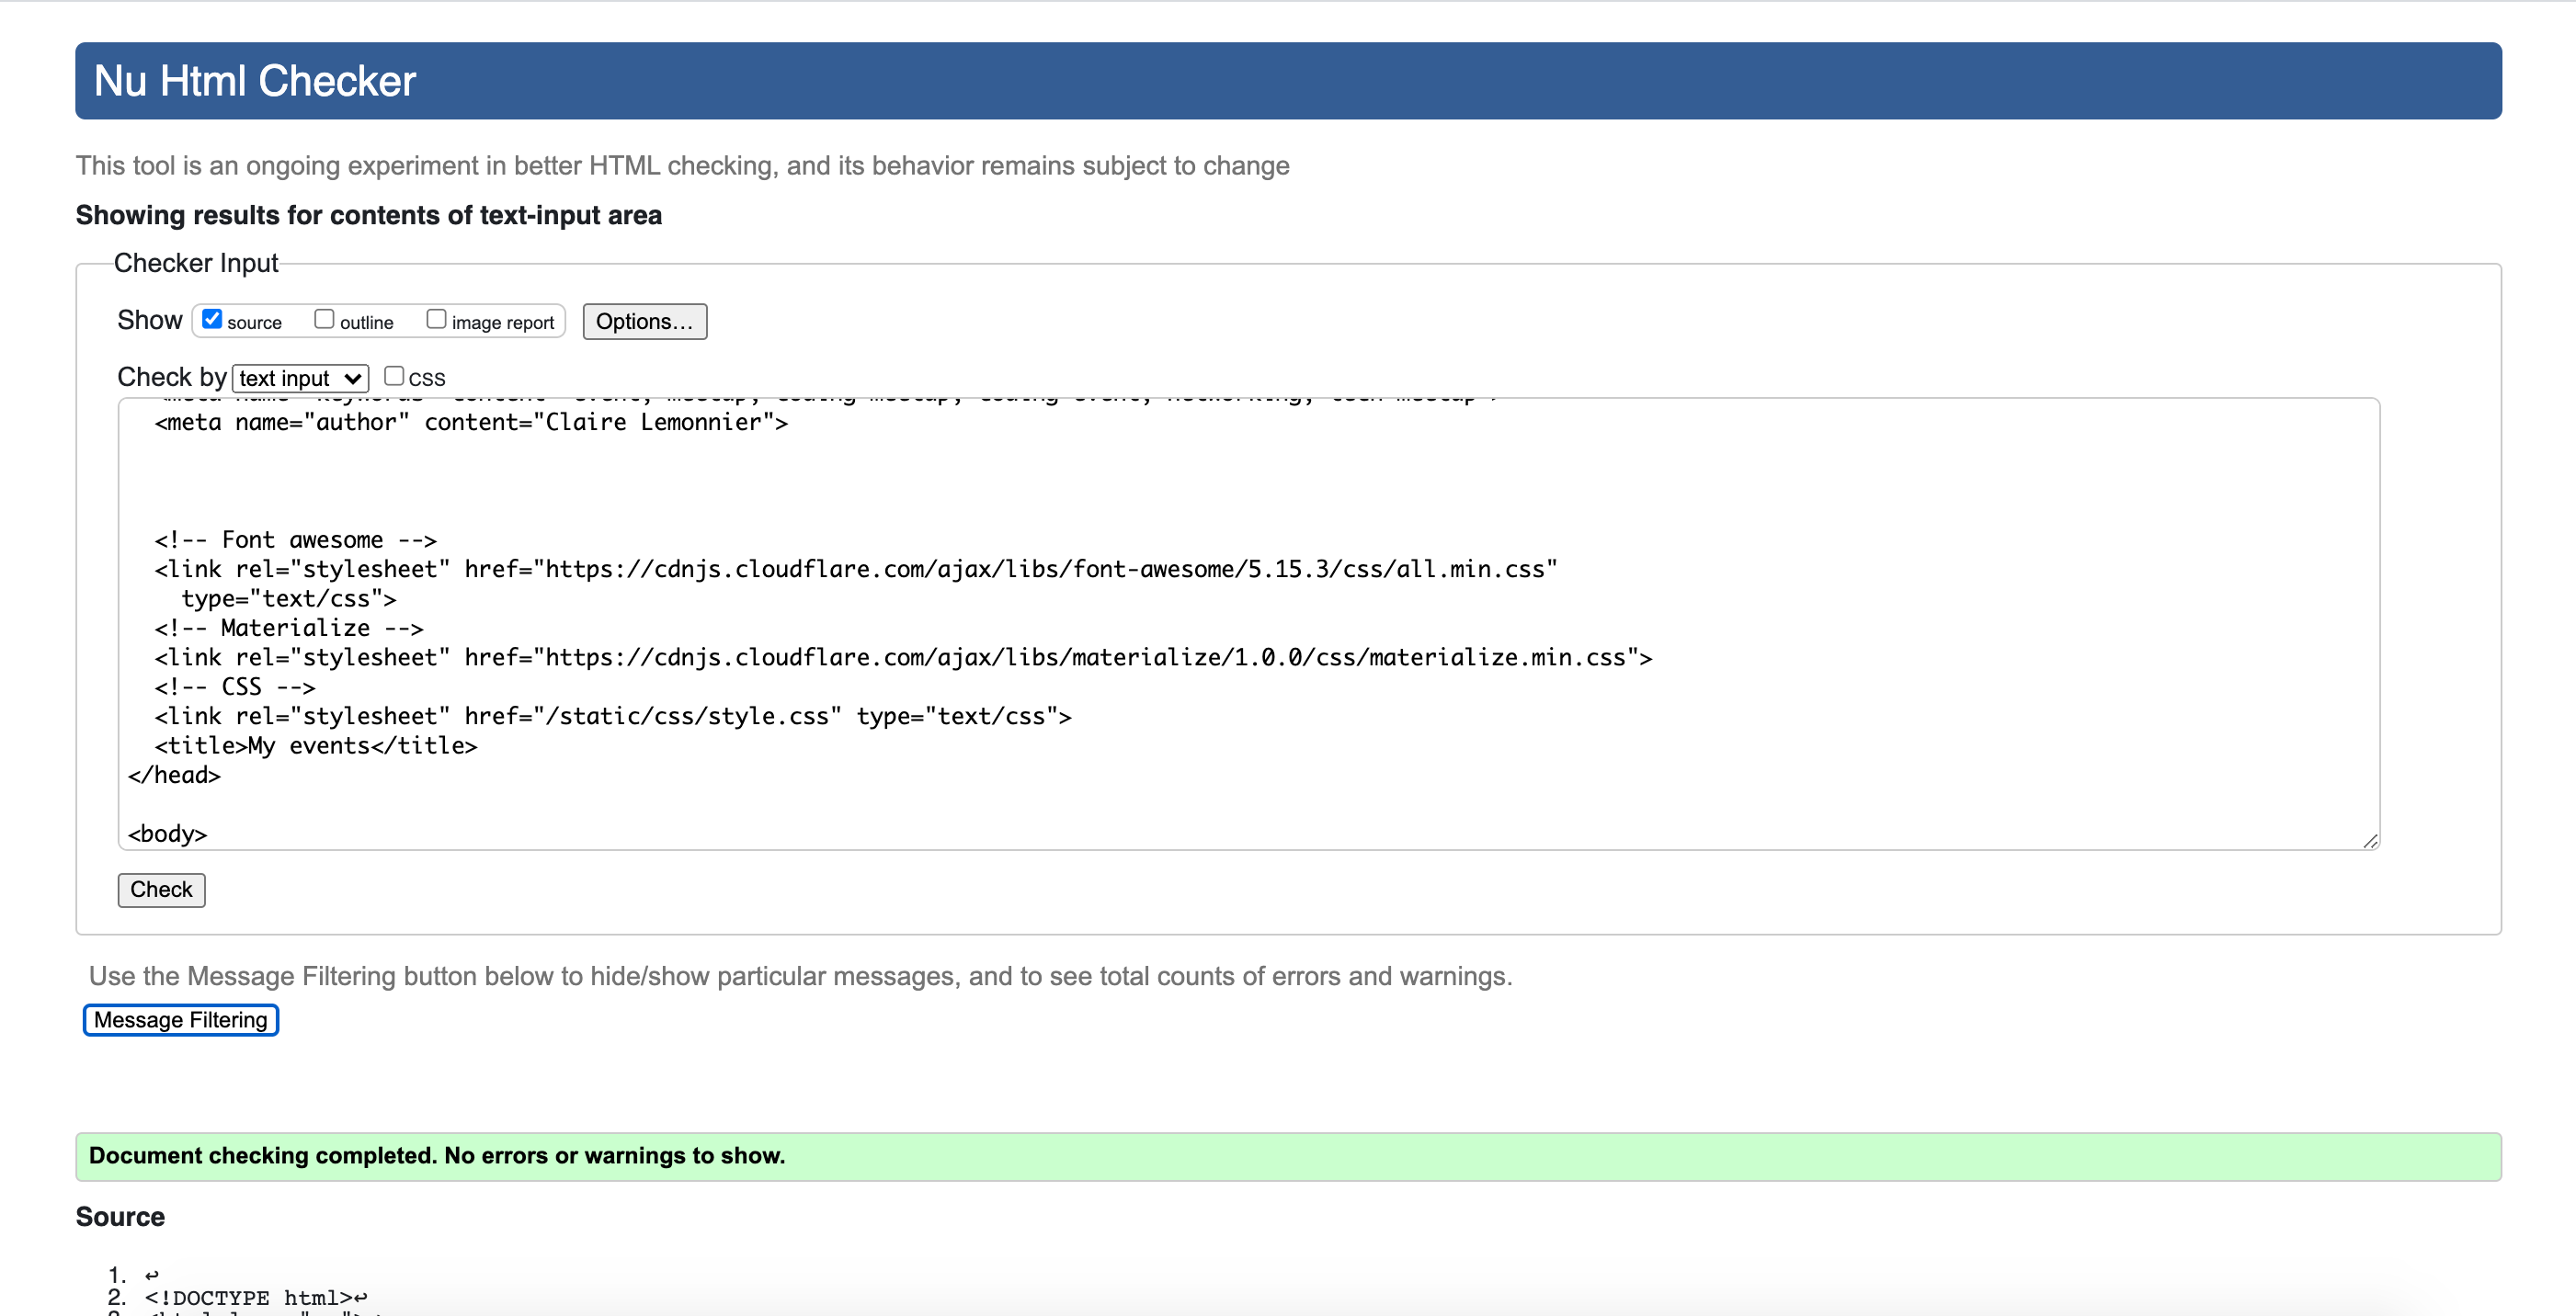 Nu Html Checker
This tool is an ongoing experiment in better HTML checking, and its behavior remains subject to change
Showing results for contents of text-input area
Checker Input
Show source outline image report Options...
Check by text input CSS
<meta name="author" content="Claire Lemonnier">
<!-- Font awesome -->
<link rel="stylesheet" href="https://cdnjs.cloudflare.com/ajax/libs/font-awesome/5.15.3/css/all.min.css"
type="text/css">
<!-- Materialize -->
<link rel="stylesheet" href="https://cdnjs.cloudflare.com/ajax/libs/materialize/1.0.0/css/materialize.min.css">
<!-- CSS -->
<link rel="stylesheet" href="/static/css/style.css" type="text/css">
<title>My events</title>
</head>
<body>
Check
Use the Message Filtering button below to hide/show particular messages, and to see total counts of errors and warnings.
Message Filtering
Document checking completed. No errors or warnings to show.
Source
1. ↩
2. <!DOCTYPE html>↩